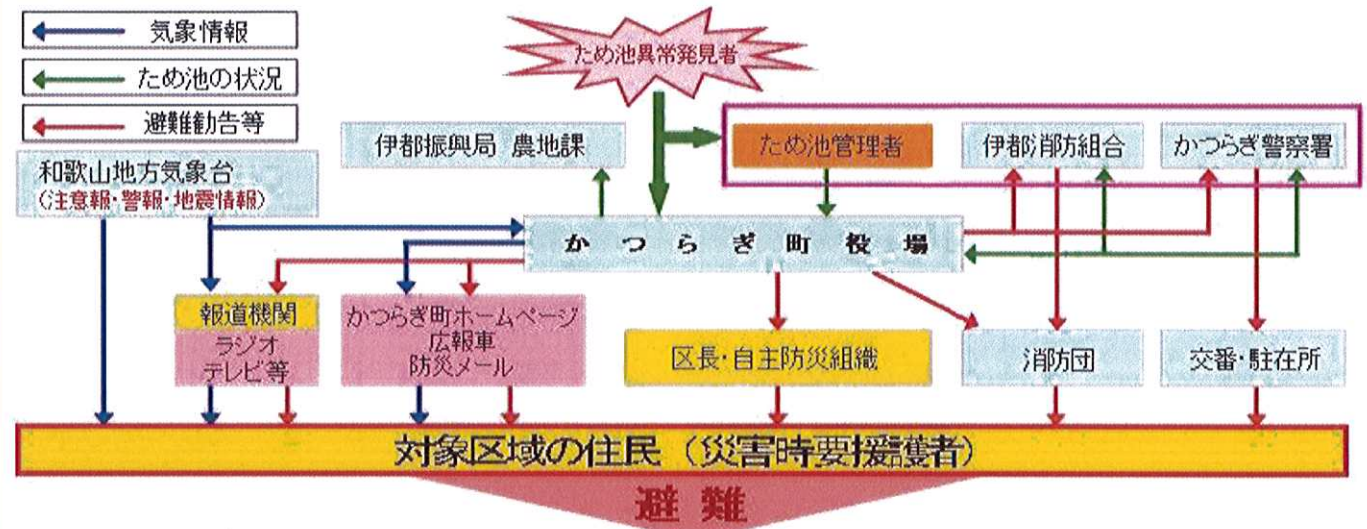 気象情報
ため池の状況
避難勧告等
ため池異常発見者
伊都振興局 農地課
ため池管理者
伊都消防組合
かつらぎ警察署
和歌山地方気象台
(注意報・警報・地震情報)
かつらぎ町役場
報道機関
ラジオ
テレビ等
かつらぎ町ホームページ
広報車
防災メール
区長・自主防災組織
消防団
交番・駐在所
対象区域の住民（災害時要援護者）
避難